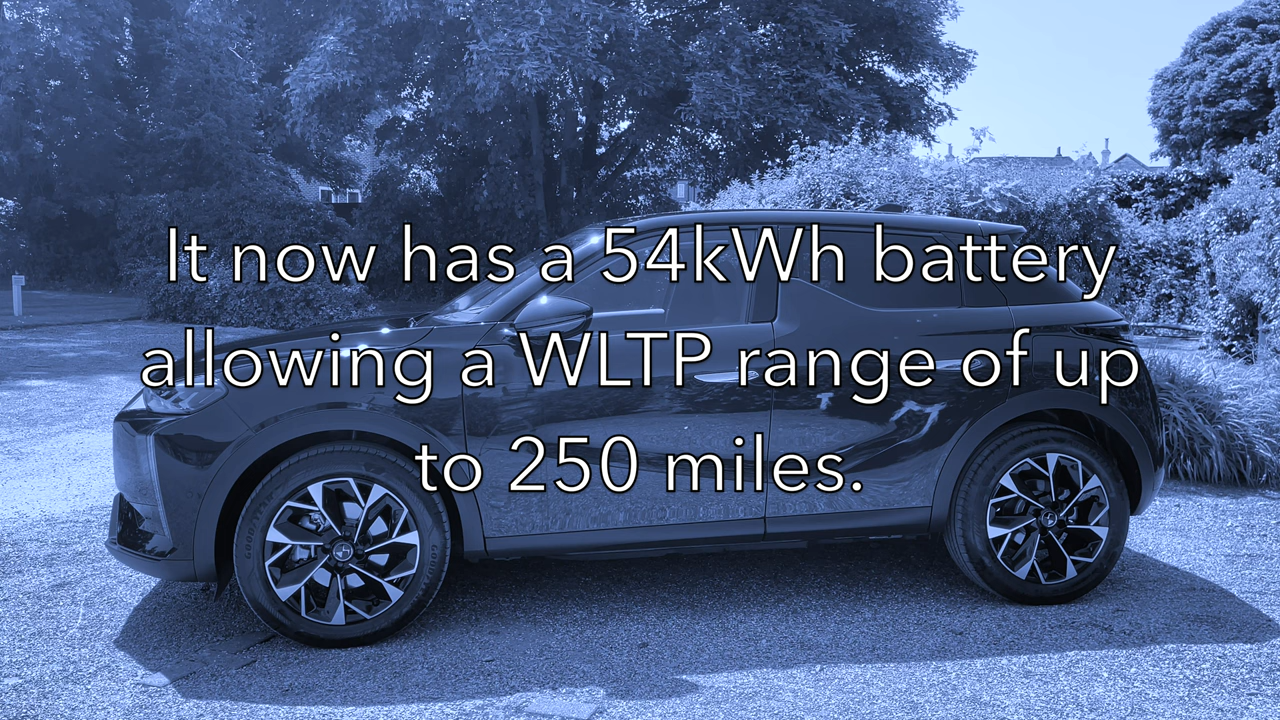 It now has a 54kWh battery
allowing a WLTP range of up
to 250 miles.